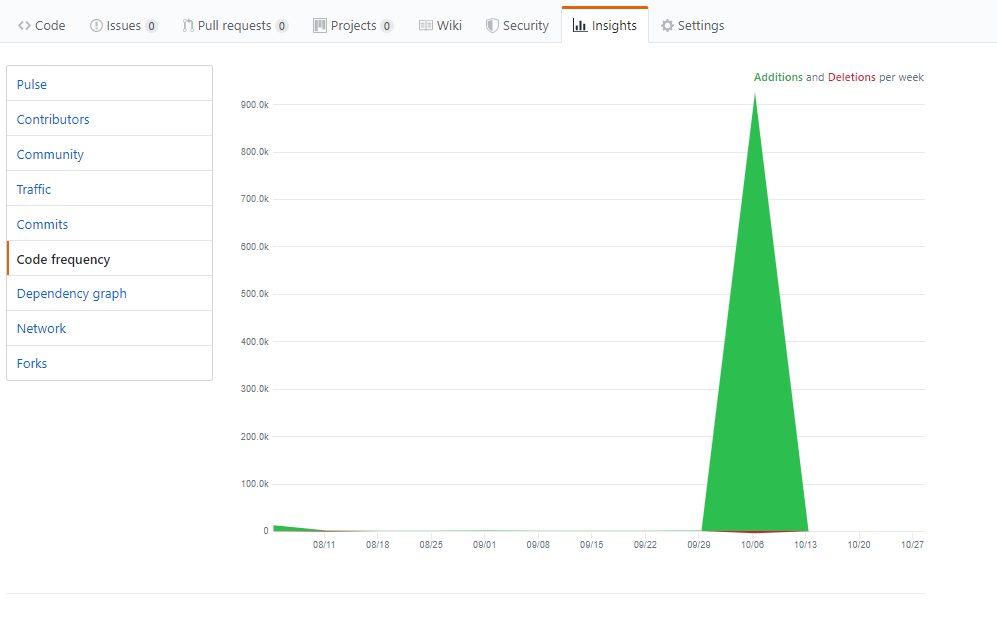 Code Issues 0 Pull requests 0 Projects 0 Wiki Security Insights Settings
Pulse
Contributors
Community
Traffic
Commits
Code frequency
Dependency graph
Network
Forks
Additions and Deletions per week
900.0k
800.0k
700.0k
600.0k
500.0k
400.0k
300.0k
200.0k
100.0k
0
08/11 08/18 08/25 09/01 09/08 09/15 09/22 09/29 10/06 10/13 10/20 10/27